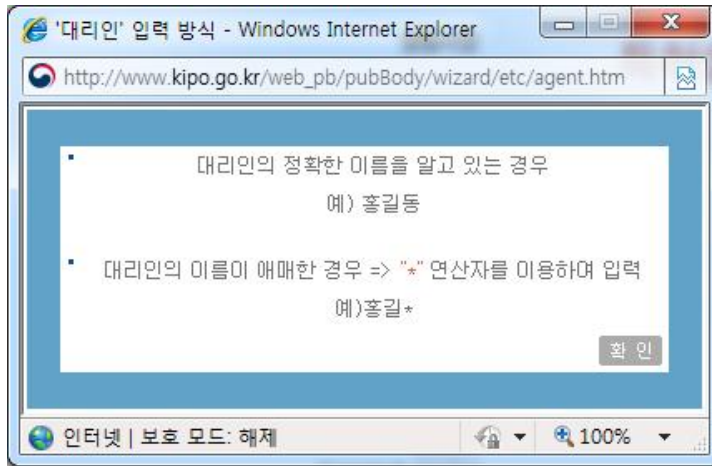 '대리인' 입력 방식 - Windows Internet Explorer
http://www.kipo.go.kr/web_pb/pubBody/wizard/etc/agent.htm
대리인의 정확한 이름을 알고 있는 경우
예) 홍길동
대리인의 이름이 애매한 경우 => "*" 연산자를 이용하여 입력
예)홍길*
확 인
인터넷 | 보호 모드: 해제
100%